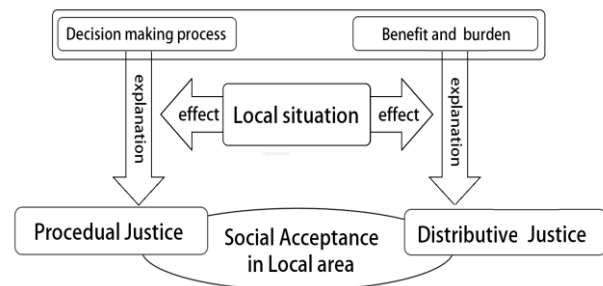 Decision making process
Benefit and burden
explanation
effect
Local situation
effect
explanation
Procedual Justice
Social Acceptance
in Local area
Distributive Justice